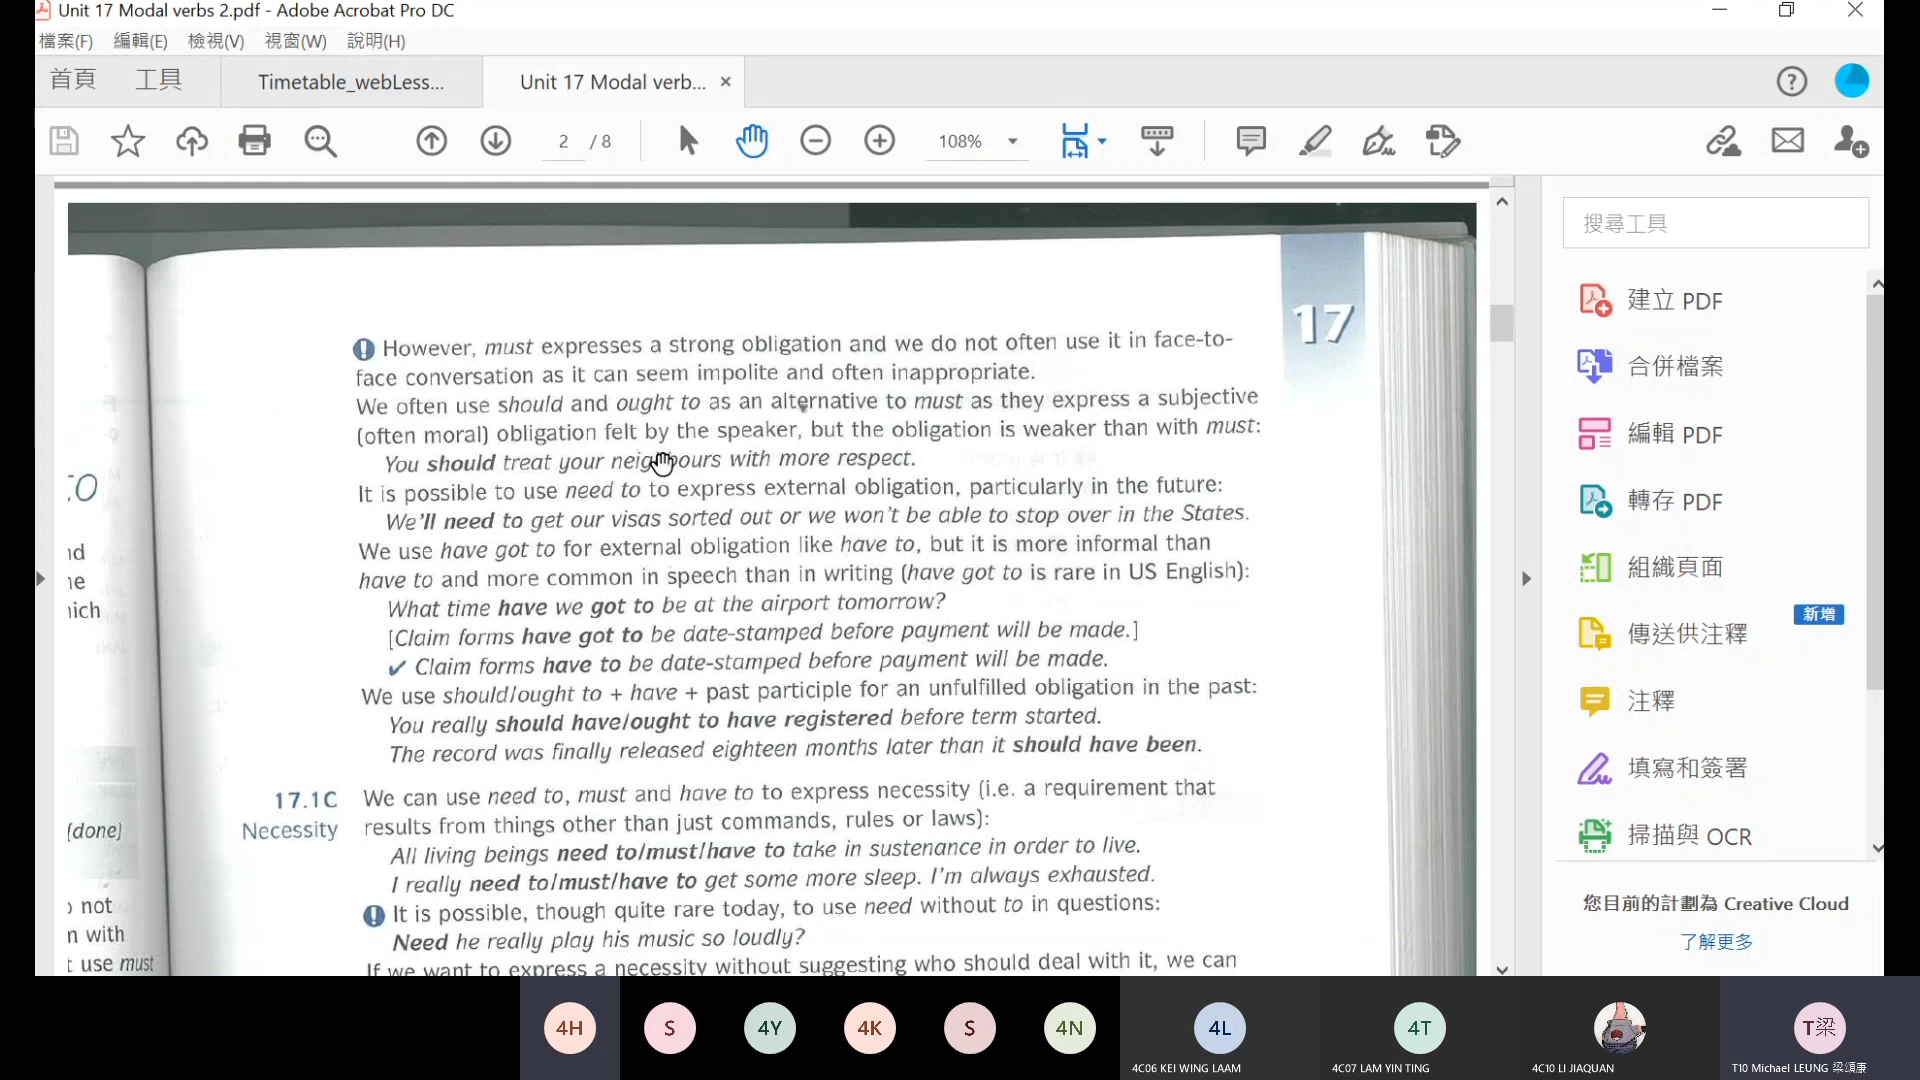 Unit 17 Modal verbs 2.pdf - Adobe Acrobat Pro DC
檔案(F) 編輯(E) 檢視(V) 視窗(W) 說明(H)
首頁 工具 Timetable_webLess... Unit 17 Modal verb... ×
2 / 8 108%
17
However, must expresses a strong obligation and we do not often use it in face-to-
face conversation as it can seem impolite and often inappropriate.
We often use should and ought to as an alternative to must as they express a subjective
(often moral) obligation felt by the speaker, but the obligation is weaker than with must:
You should treat your neighbours with more respect.
It is possible to use need to to express external obligation, particularly in the future:
We'll need to get our visas sorted out or we won't be able to stop over in the States.
We use have got to for external obligation like have to, but it is more informal than
have to and more common in speech than in writing (have got to is rare in US English):
What time have we got to be at the airport tomorrow?
[Claim forms have got to be date-stamped before payment will be made.]
✔ Claim forms have to be date-stamped before payment will be made.
We use should/ought to + have + past participle for an unfulfilled obligation in the past:
You really should have/ought to have registered before term started.
The record was finally released eighteen months later than it should have been.
17.1C
Necessity
We can use need to, must and have to to express necessity (i.e. a requirement that
results from things other than just commands, rules or laws):
All living beings need to/must/have to take in sustenance in order to live.
I really need to/must/have to get some more sleep. I'm always exhausted.
It is possible, though quite rare today, to use need without to in questions:
Need he really play his music so loudly?
If we want to express a necessity without suggesting who should deal with it, we can
(done)
not
with
use must
搜尋工具
建立 PDF
合併檔案
編輯 PDF
轉存 PDF
組織頁面
新增
傳送供注釋
注釋
填寫和簽署
掃描與 OCR
您目前的計劃為 Creative Cloud
了解更多
4H S 4Y 4K S 4N 4L 4T T梁
4C06 KEI WING LAAM
4C07 LAM YIN TING
4C10 LI JIAQUAN
T10 Michael LEUNG 梁頌康